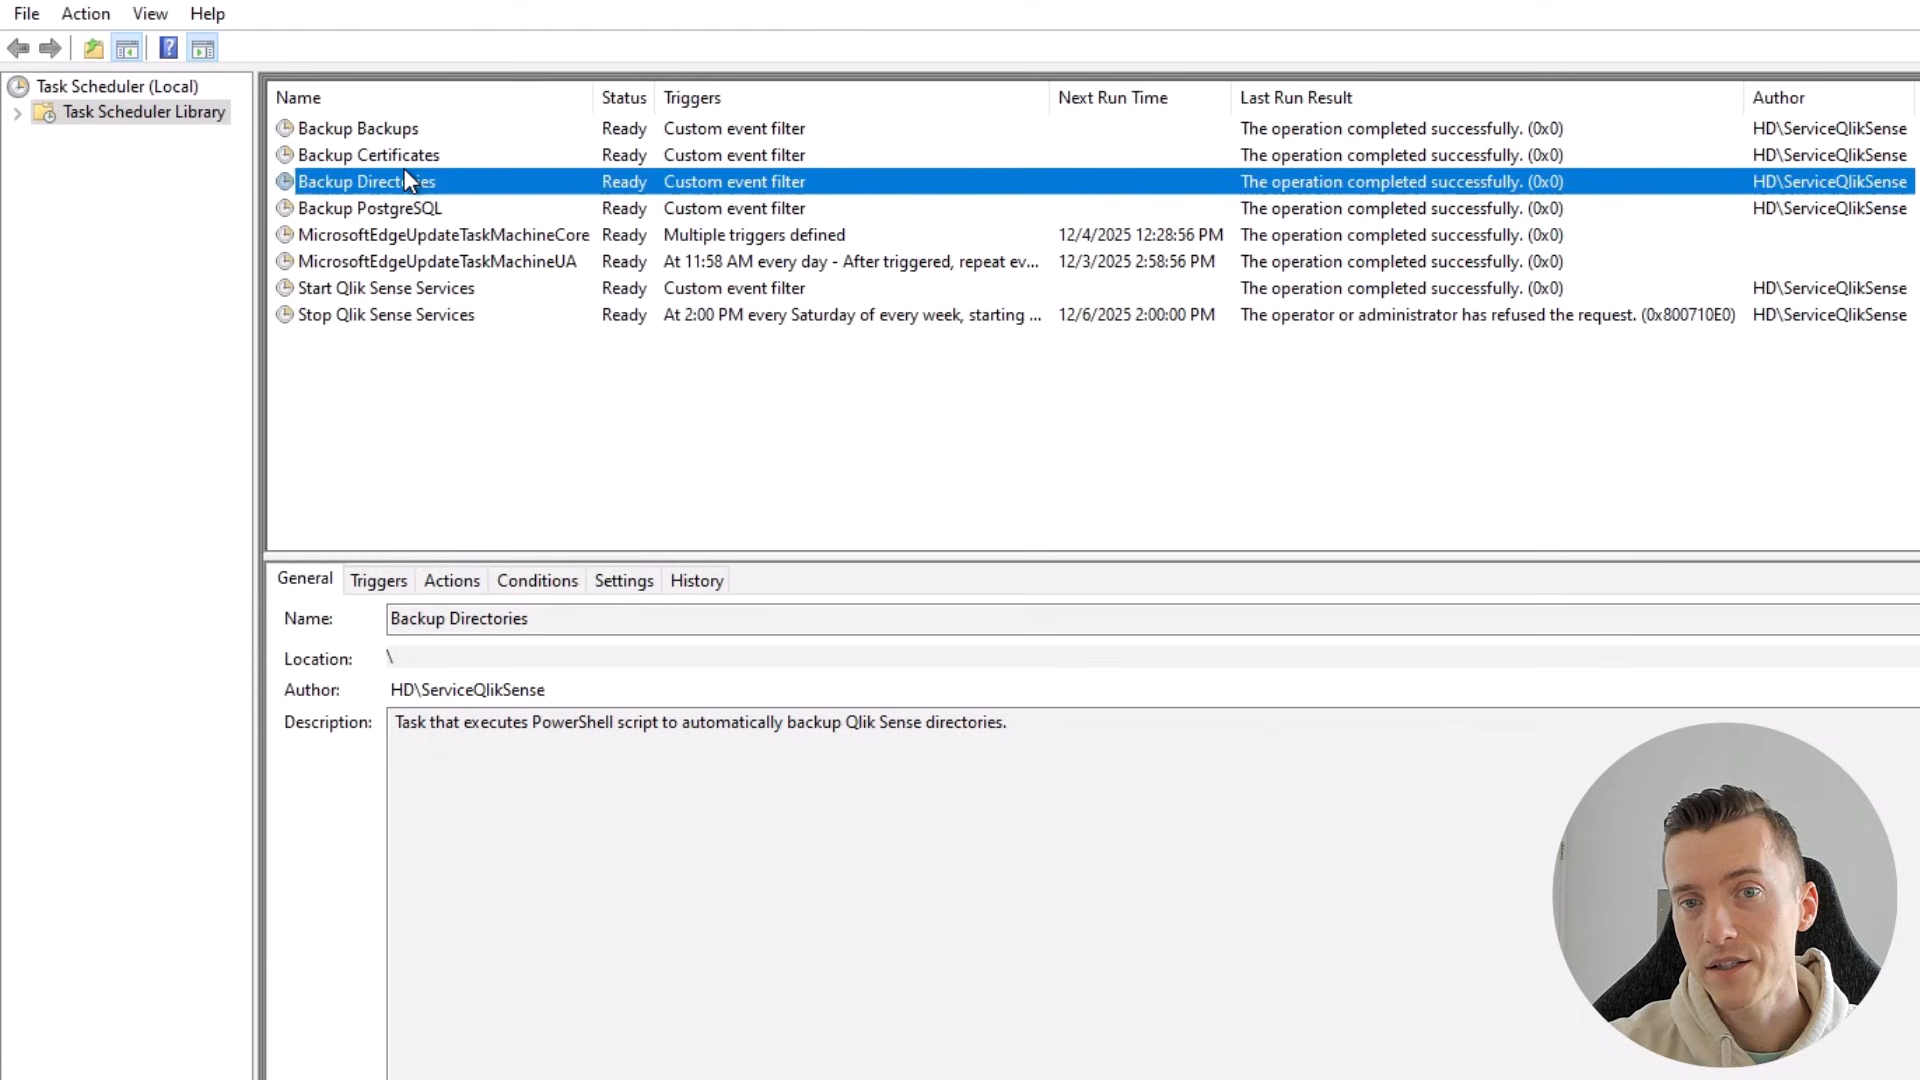 File Action View Help
Task Scheduler (Local)
Task Scheduler Library
Name Status Triggers Next Run Time Last Run Result Author
Backup Backups Ready Custom event filter The operation completed successfully. (0x0) HD\ServiceQlikSense
Backup Certificates Ready Custom event filter The operation completed successfully. (0x0) HD\ServiceQlikSense
Backup Directories Ready Custom event filter The operation completed successfully. (0x0) HD\ServiceQlikSense
Backup PostgreSQL Ready Custom event filter The operation completed successfully. (0x0) HD\ServiceQlikSense
MicrosoftEdgeUpdateTaskMachineCore Ready Multiple triggers defined 12/4/2025 12:28:56 PM The operation completed successfully. (0x0)
MicrosoftEdgeUpdateTaskMachineUA Ready At 11:58 AM every day - After triggered, repeat ev... 12/3/2025 2:58:56 PM The operation completed successfully. (0x0)
Start Qlik Sense Services Ready Custom event filter The operation completed successfully. (0x0) HD\ServiceQlikSense
Stop Qlik Sense Services Ready At 2:00 PM every Saturday of every week, starting ... 12/6/2025 2:00:00 PM The operator or administrator has refused the request. (0x800710E0) HD\ServiceQlikSense
General Triggers Actions Conditions Settings History
Name: Backup Directories
Location: \
Author: HD\ServiceQlikSense
Description: Task that executes PowerShell script to automatically backup Qlik Sense directories.